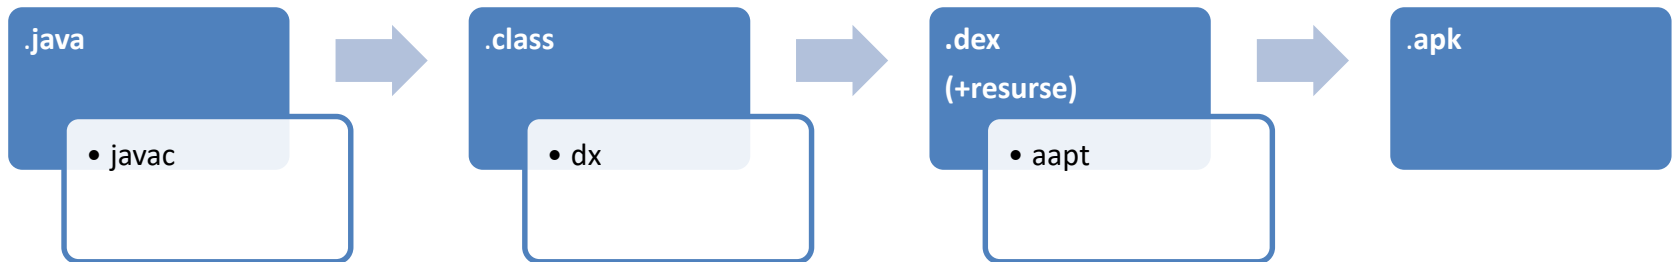 .java
• javac
.class
• dx
.dex
(+resurse)
• aapt
.apk